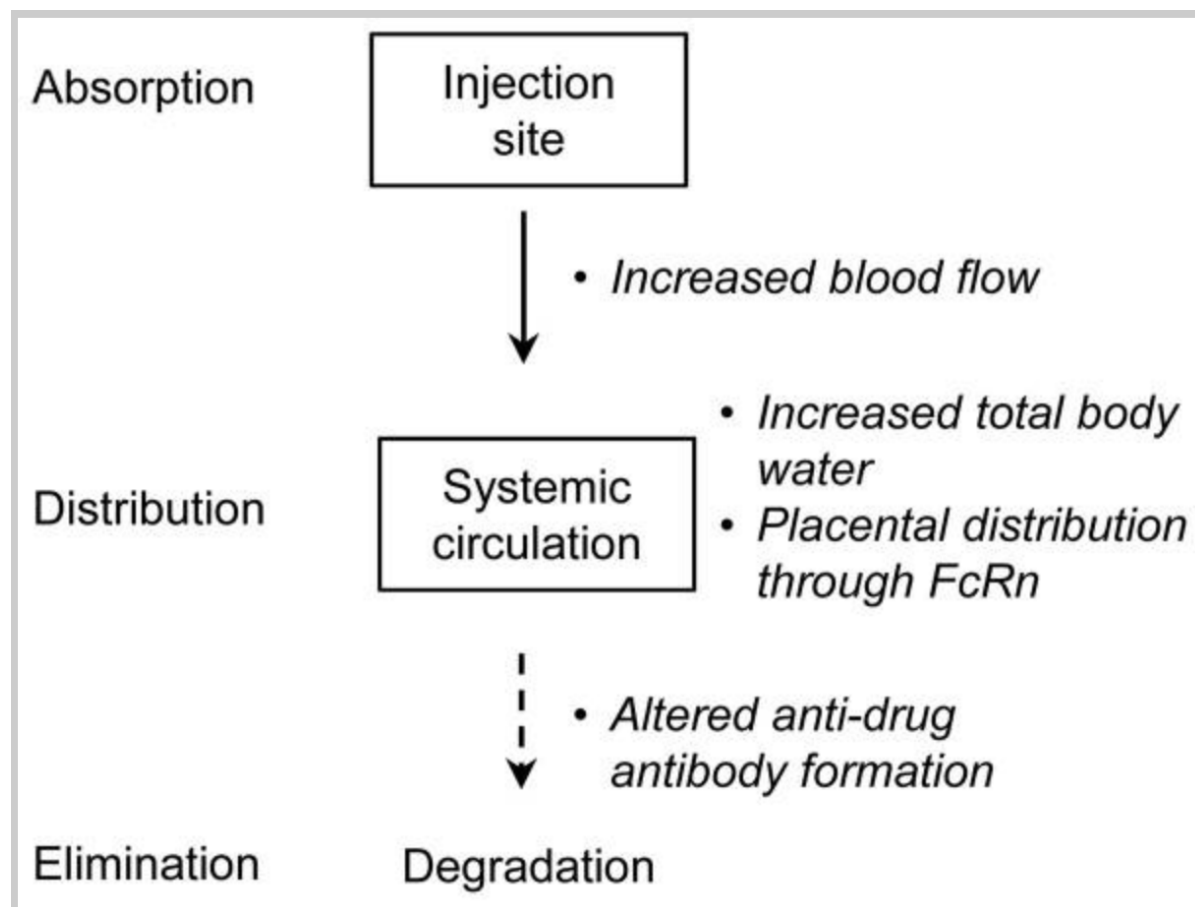 Absorption
Injection
site
• Increased blood flow
Distribution
Systemic
circulation
• Increased total body
water
• Placental distribution
through FcRn
• Altered anti-drug
antibody formation
Elimination
Degradation